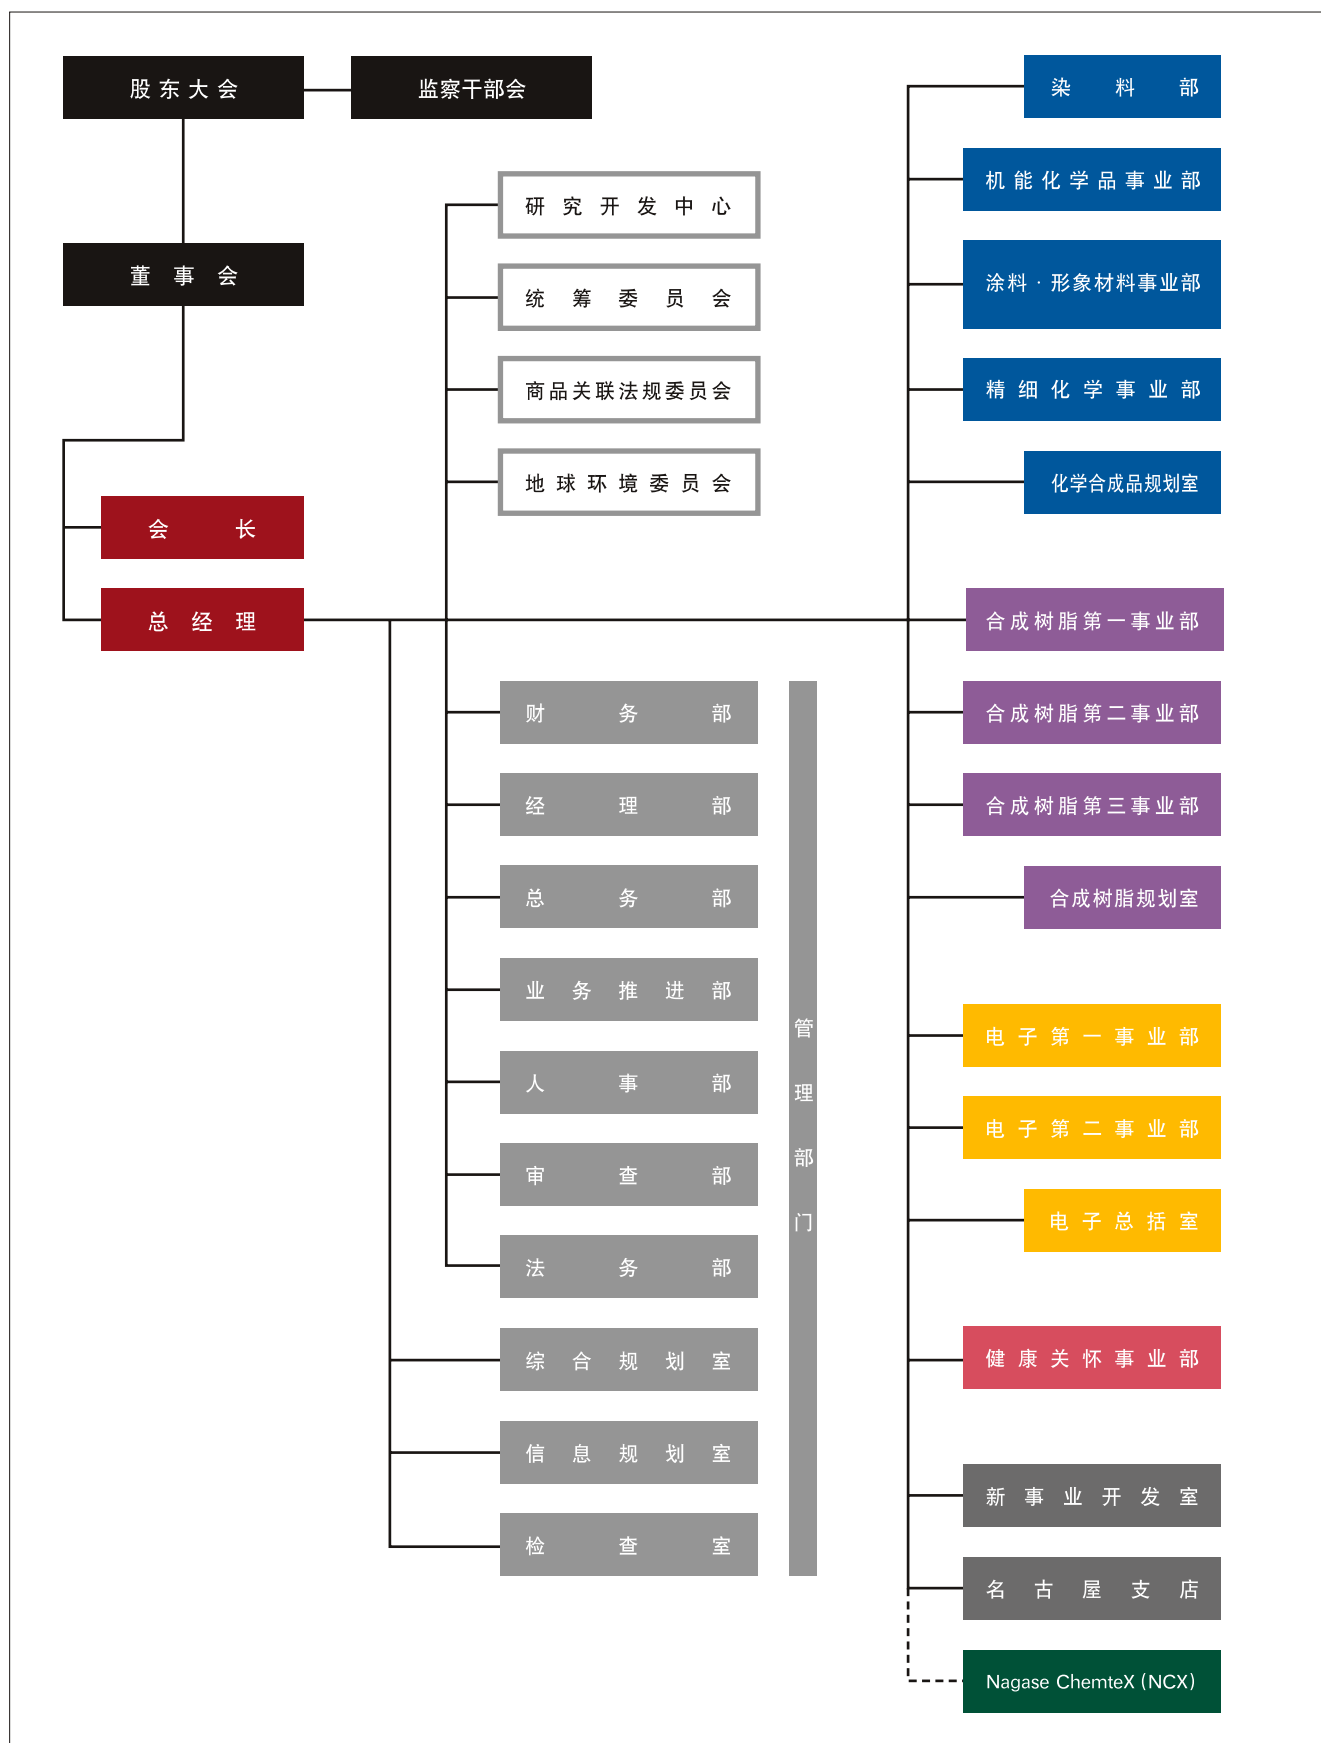 股东大会
监察干部会
董事会
会长
总经理
研究开发中心
统筹委员会
商品关联法规委员会
地球环境委员会
财务部
经理部
总务部
业务推进部
人事部
审查部
法务部
综合规划室
信息规划室
检查室
管理部门
染料部
机能化学品事业部
涂料·形象材料事业部
精细化学事业部
化学合成品规划室
合成树脂第一事业部
合成树脂第二事业部
合成树脂第三事业部
合成树脂规划室
电子第一事业部
电子第二事业部
电子总括室
健康关怀事业部
新事业开发室
名古屋支店
Nagase ChemteX (NCX)